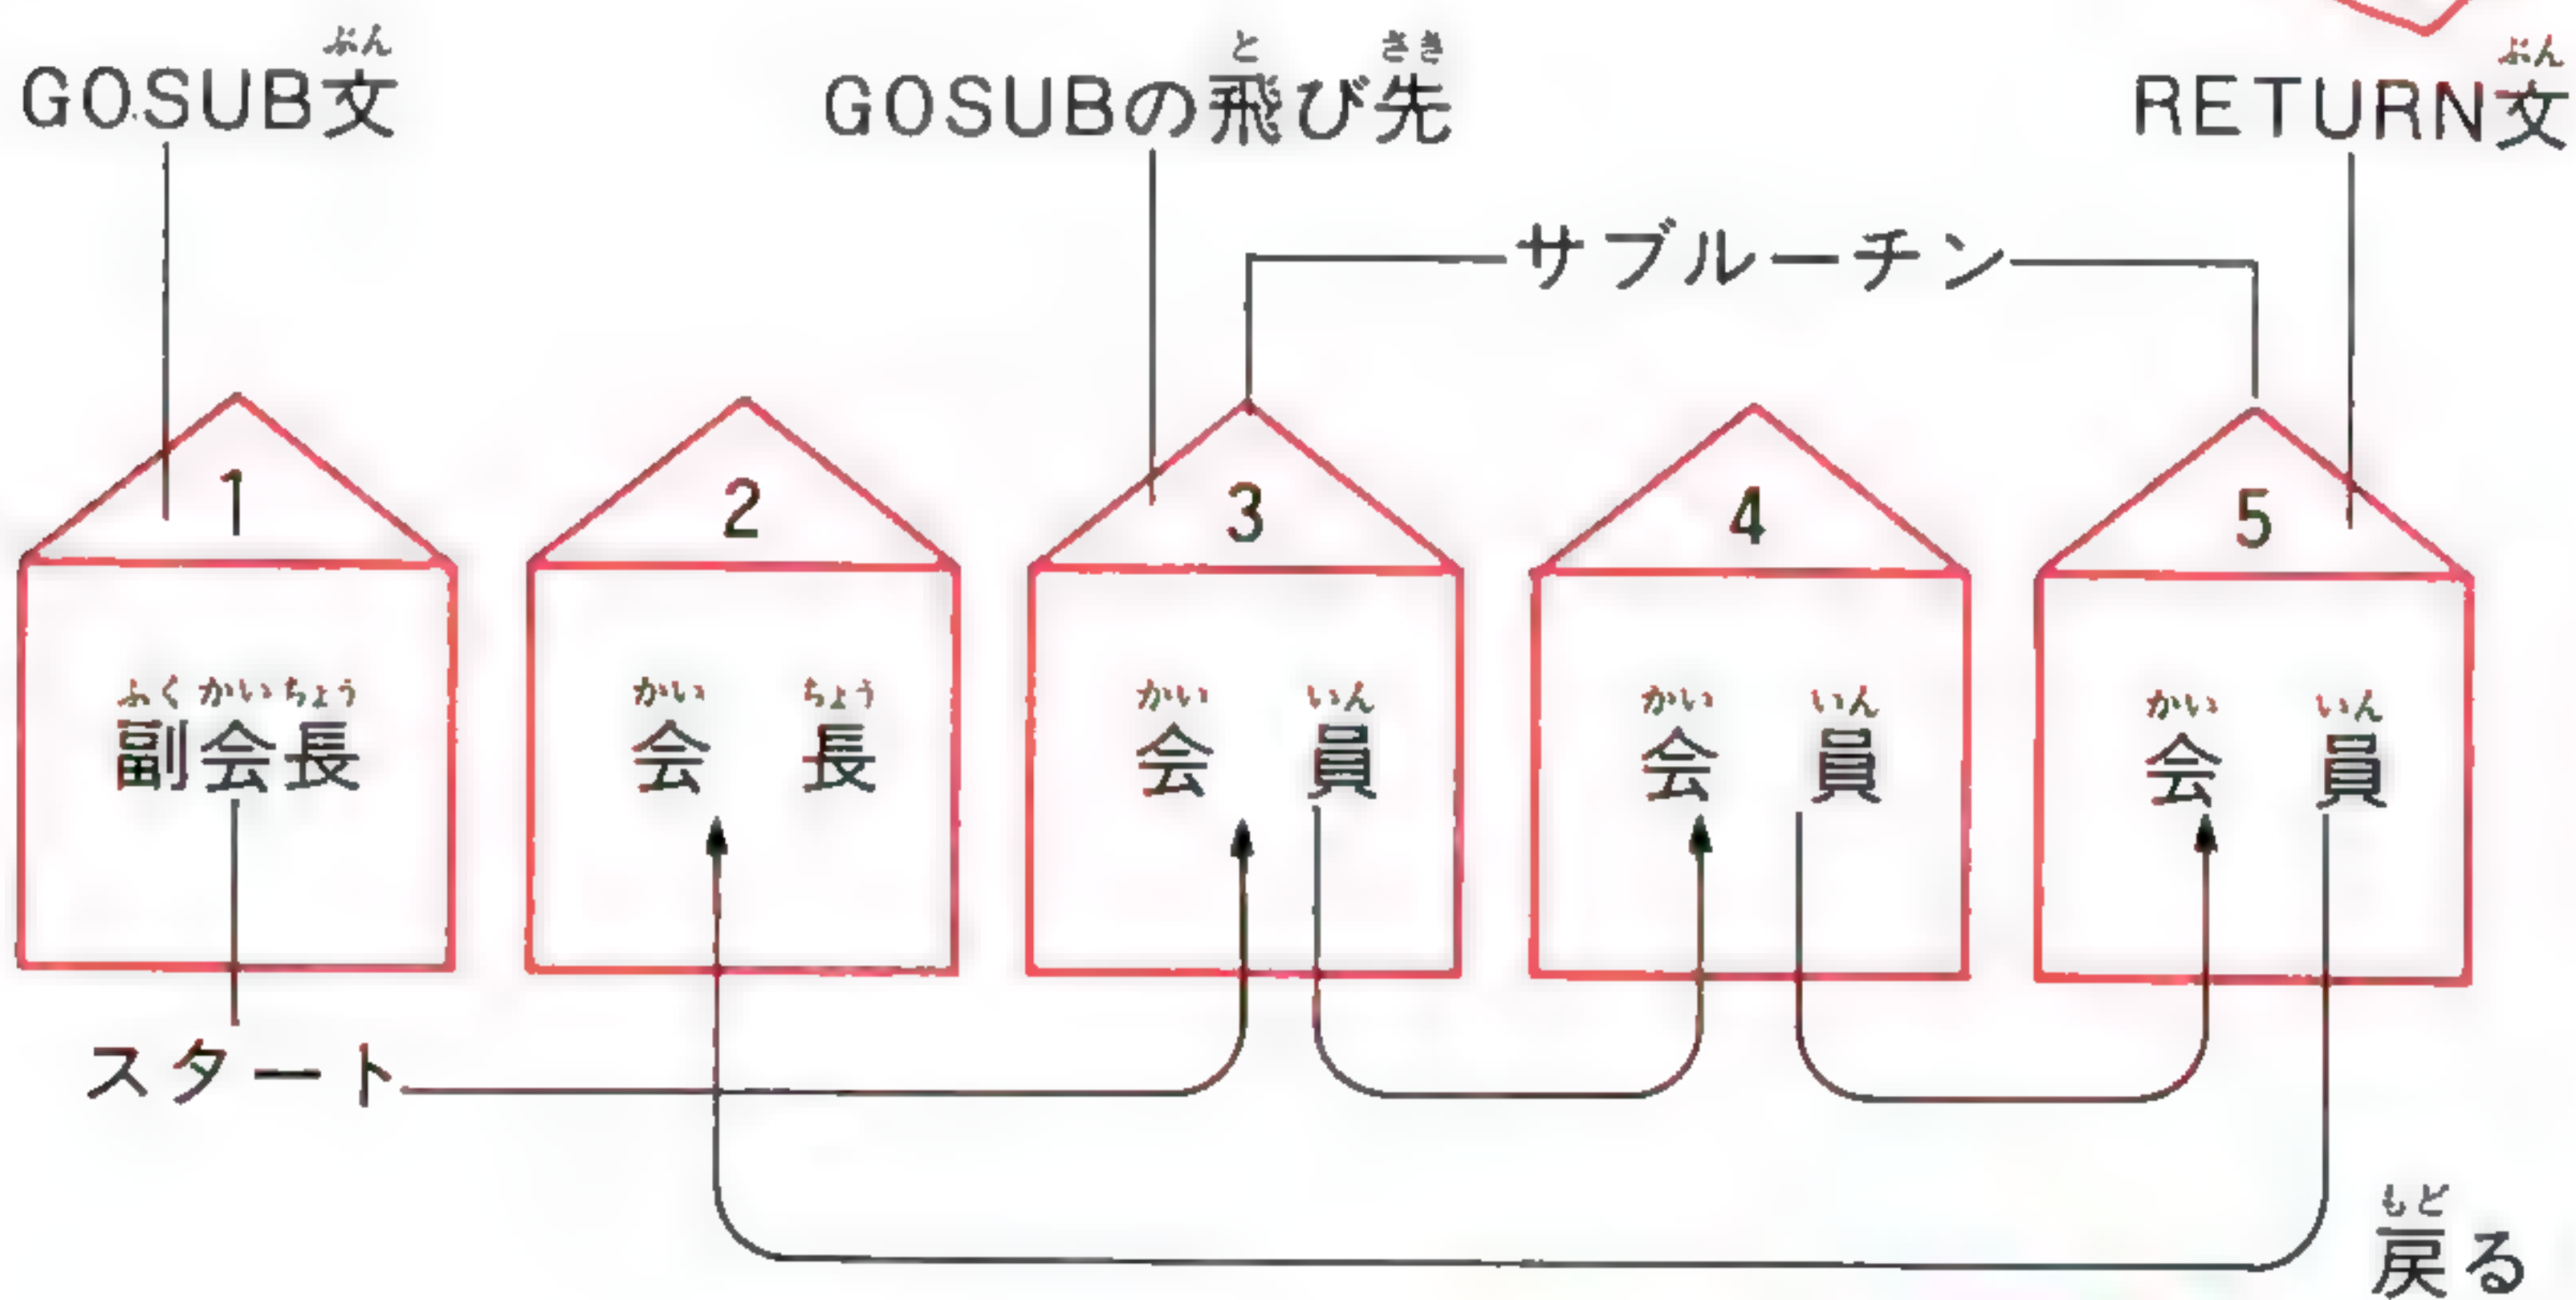 GOSUB文 GOSUBの飛び先 RETURN文
サブルーチン
1 2 3 4 5
副会長 会長 会員 会員 会員
スタート
戻る